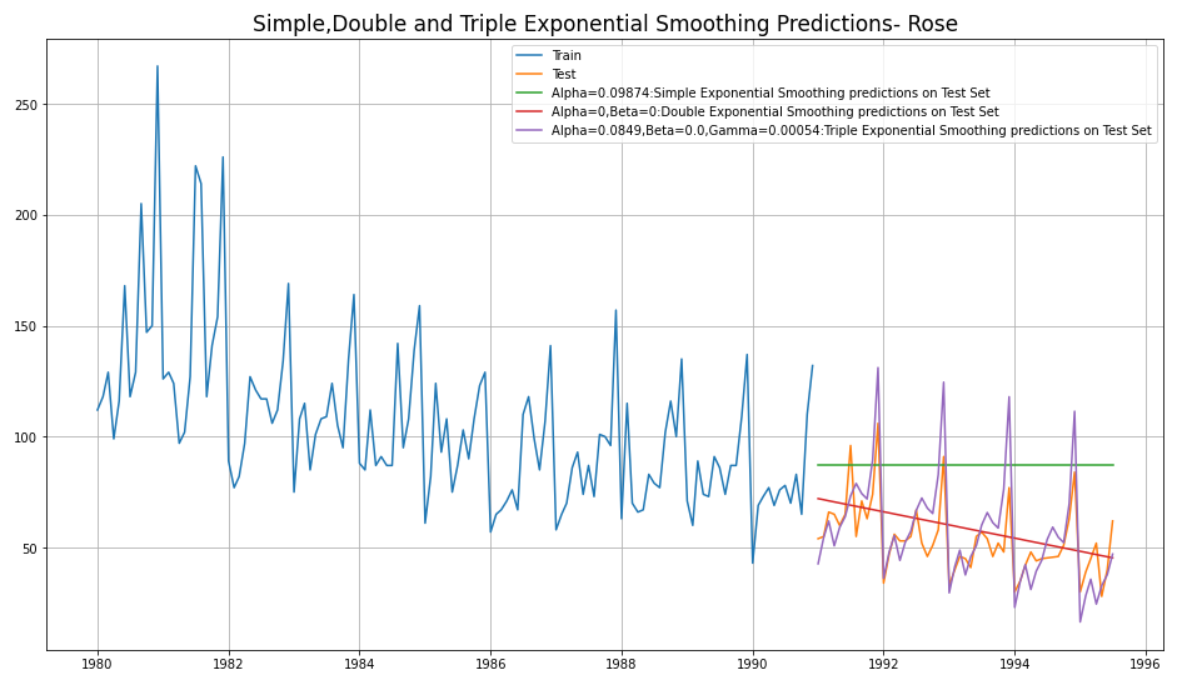 Simple,Double and Triple Exponential Smoothing Predictions- Rose
Train
Test
Alpha=0.09874:Simple Exponential Smoothing predictions on Test Set
Alpha=0,Beta=0:Double Exponential Smoothing predictions on Test Set
Alpha=0.0849,Beta=0.0,Gamma=0.00054:Triple Exponential Smoothing predictions on Test Set
250
200
150
100
50
1980 1982 1984 1986 1988 1990 1992 1994 1996